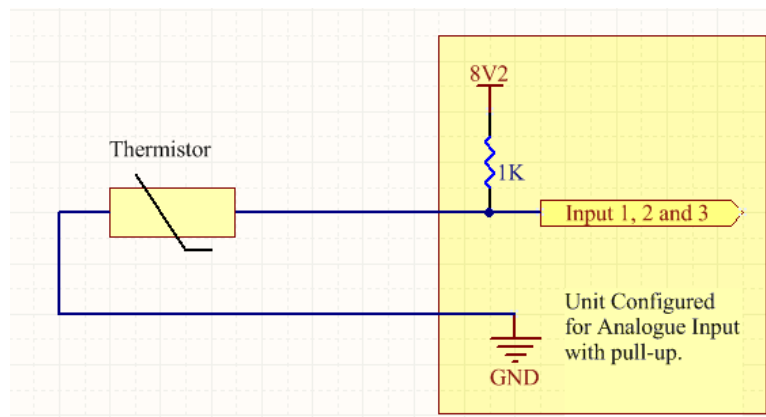 8V2
Thermistor
1K
Input 1, 2 and 3
Unit Configured
for Analogue Input
with pull-up.
GND